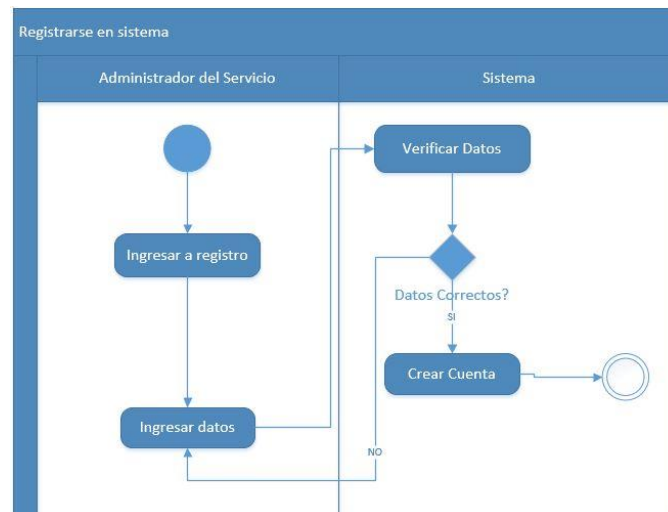 Registrarse en sistema
Administrador del Servicio
Sistema
Verificar Datos
Ingresar a registro
Datos Correctos?
SI
Crear Cuenta
Ingresar datos
NO